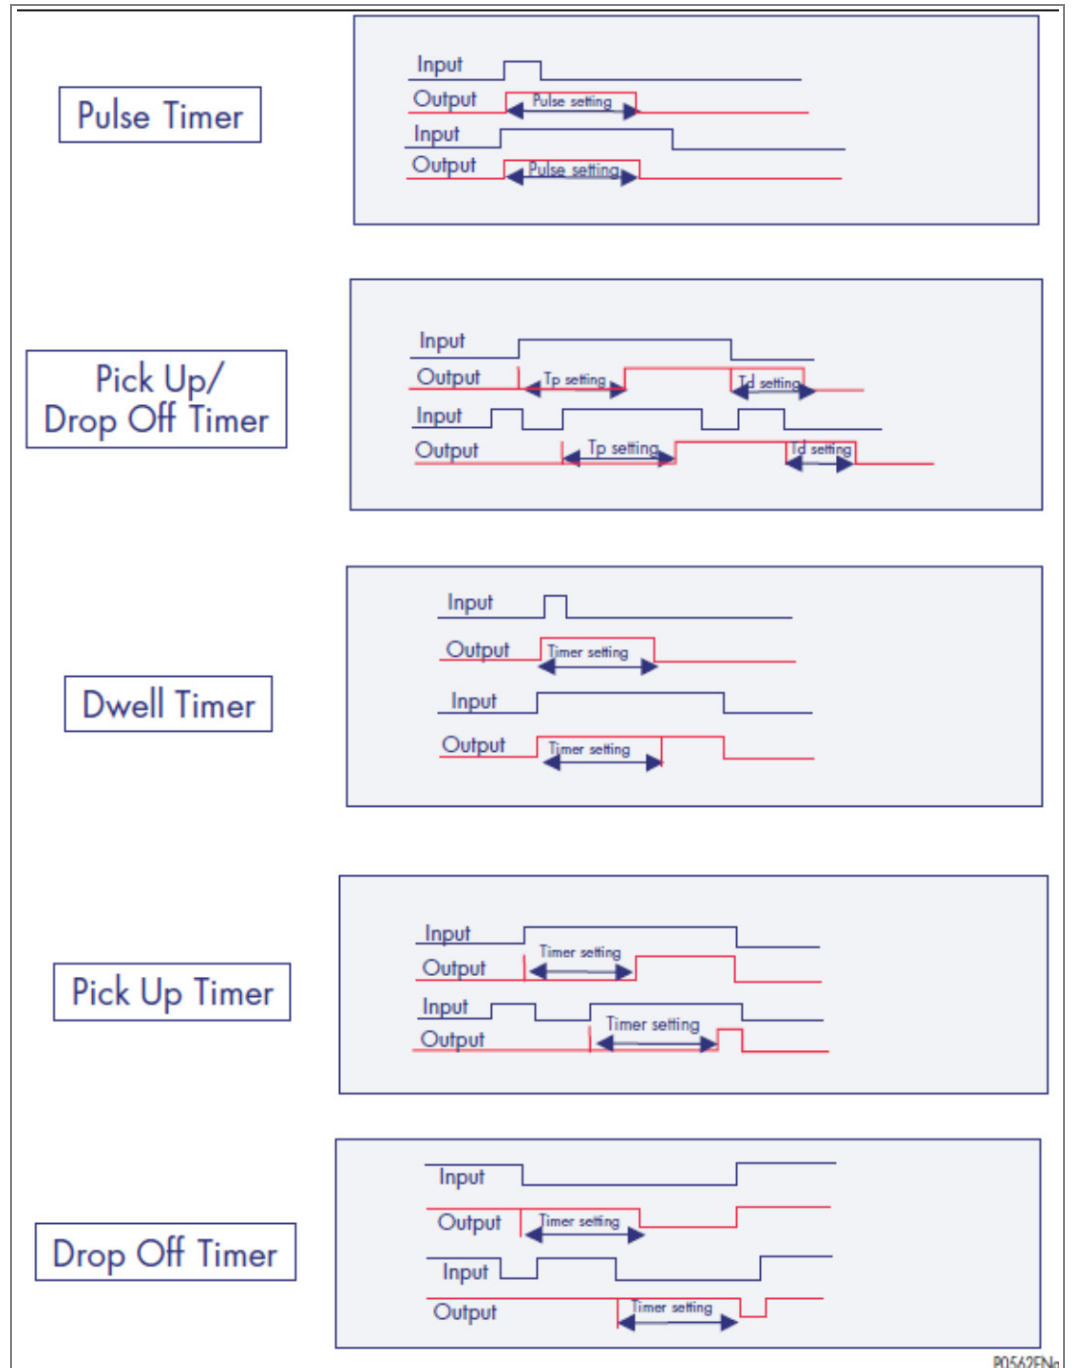 Pulse Timer
Input
Output
Pulse setting
Input
Output
Pulse setting
Pick Up/
Drop Off Timer
Input
Output
Tp setting
Td setting
Input
Output
Tp setting
Td setting
Dwell Timer
Input
Output
Timer setting
Input
Output
Timer setting
Pick Up Timer
Input
Output
Timer setting
Input
Output
Timer setting
Drop Off Timer
Input
Output
Timer setting
Input
Output
Timer setting